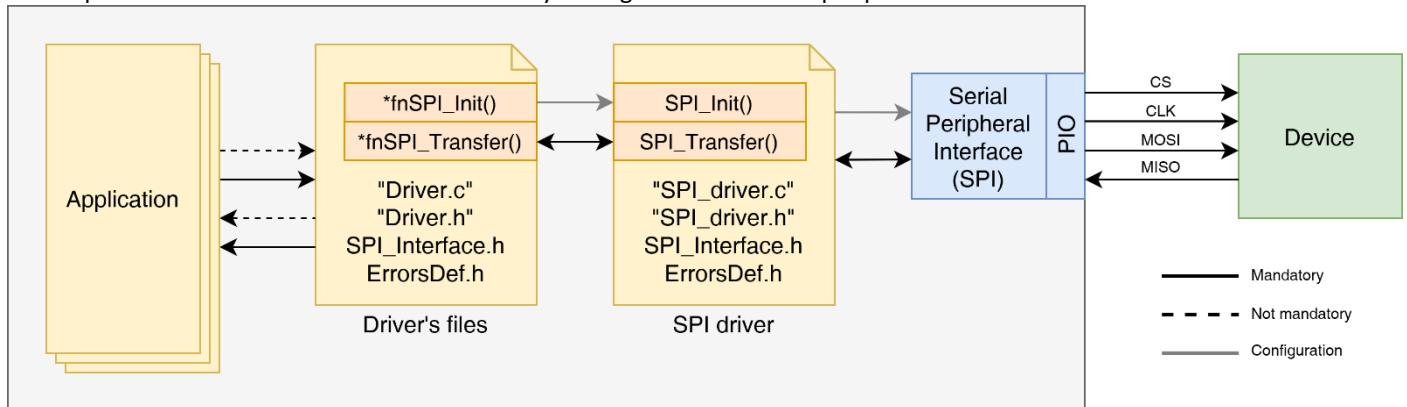 Application
*fnSPI_Init()
*fnSPI_Transfer()
"Driver.c"
"Driver.h"
SPI_Interface.h
ErrorsDef.h
Driver's files
SPI_Init()
SPI_Transfer()
"SPI_driver.c"
"SPI_driver.h"
SPI_Interface.h
ErrorsDef.h
SPI driver
Serial
Peripheral
Interface
(SPI)
PIO
CS
CLK
MOSI
MISO
Device
Mandatory
Not mandatory
Configuration